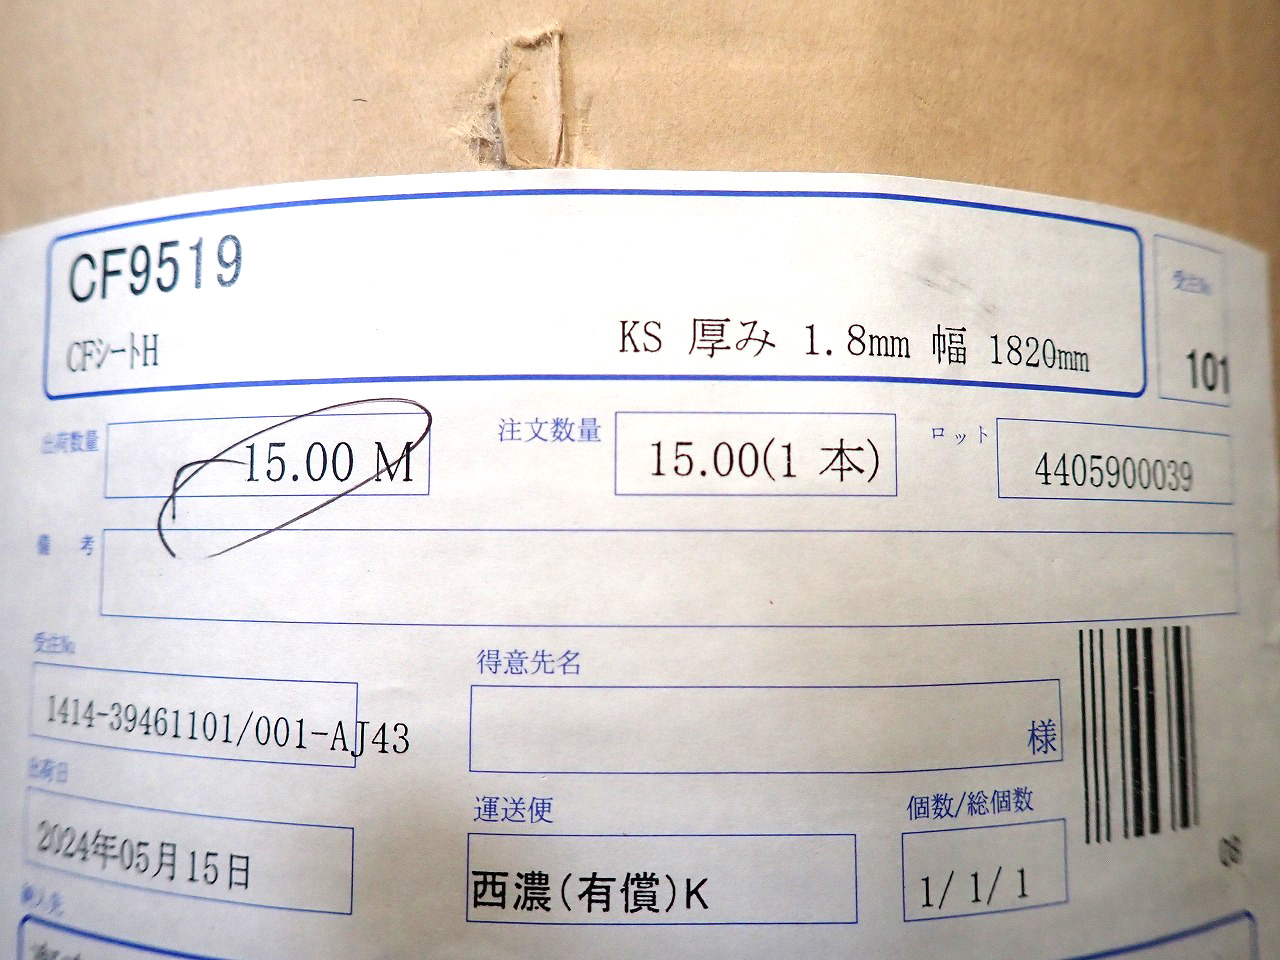 CF9519
CFシートH
KS 厚み 1.8mm 幅 1820mm
受注No
101
出荷数量
15.00 M
注文数量
15.00(1 本)
ロット
4405900039
備 考
受注No
1414-39461101/001-AJ43
得意先名
様
出荷日
2024年05月15日
運送便
西濃(有償)K
個数/総個数
1/ 1/ 1
納入先